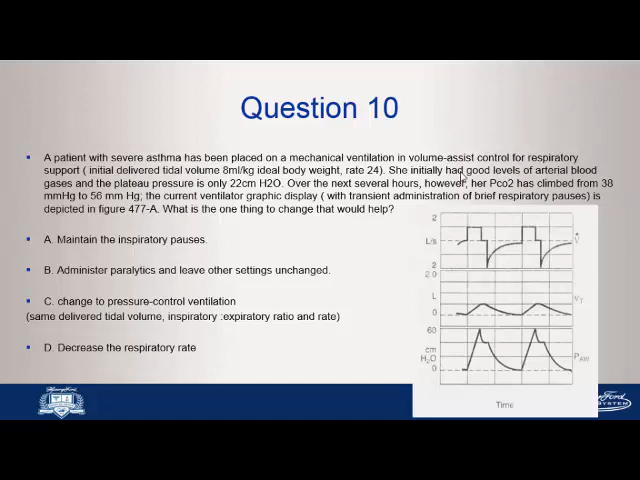 Question 10
A patient with severe asthma has been placed on a mechanical ventilation in volume-assist control for respiratory
support ( initial delivered tidal volume 8ml/kg ideal body weight, rate 24). She initially had good levels of arterial blood
gases and the plateau pressure is only 22cm H2O. Over the next several hours, however, her Pco2 has climbed from 38
mmHg to 56 mm Hg; the current ventilator graphic display ( with transient administration of brief respiratory pauses) is
depicted in figure 477-A. What is the one thing to change that would help?
A. Maintain the inspiratory pauses.
B. Administer paralytics and leave other settings unchanged.
C. change to pressure-control ventilation
(same delivered tidal volume, inspiratory :expiratory ratio and rate)
D. Decrease the respiratory rate
2
L/s
V
2
2.0
L
VT
0
60
cm
H2O
PAW
0
Time